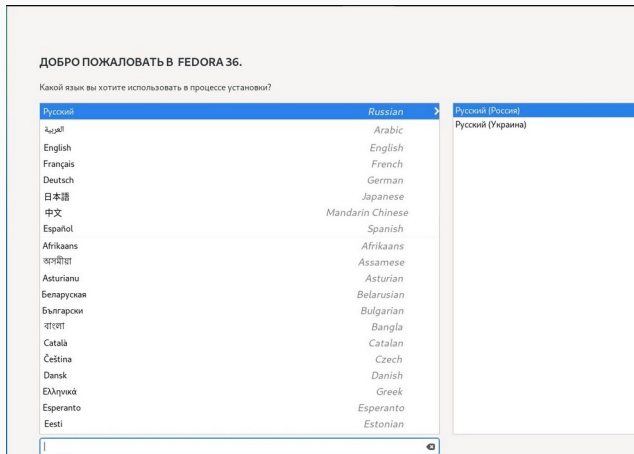 ДОБРО ПОЖАЛОВАТЬ В FEDORA 36.
Какой язык вы хотите использовать в процессе установки?
Русский Russian
العربية Arabic
English English
Français French
Deutsch German
日本語 Japanese
中文 Mandarin Chinese
Español Spanish
Afrikaans Afrikaans
অসমীয়া Assamese
Asturianu Asturian
Беларуская Belarusian
Български Bulgarian
বাংলা Bangla
Català Catalan
Čeština Czech
Dansk Danish
Ελληνικά Greek
Esperanto Esperanto
Eesti Estonian
Русский (Россия)
Русский (Украина)